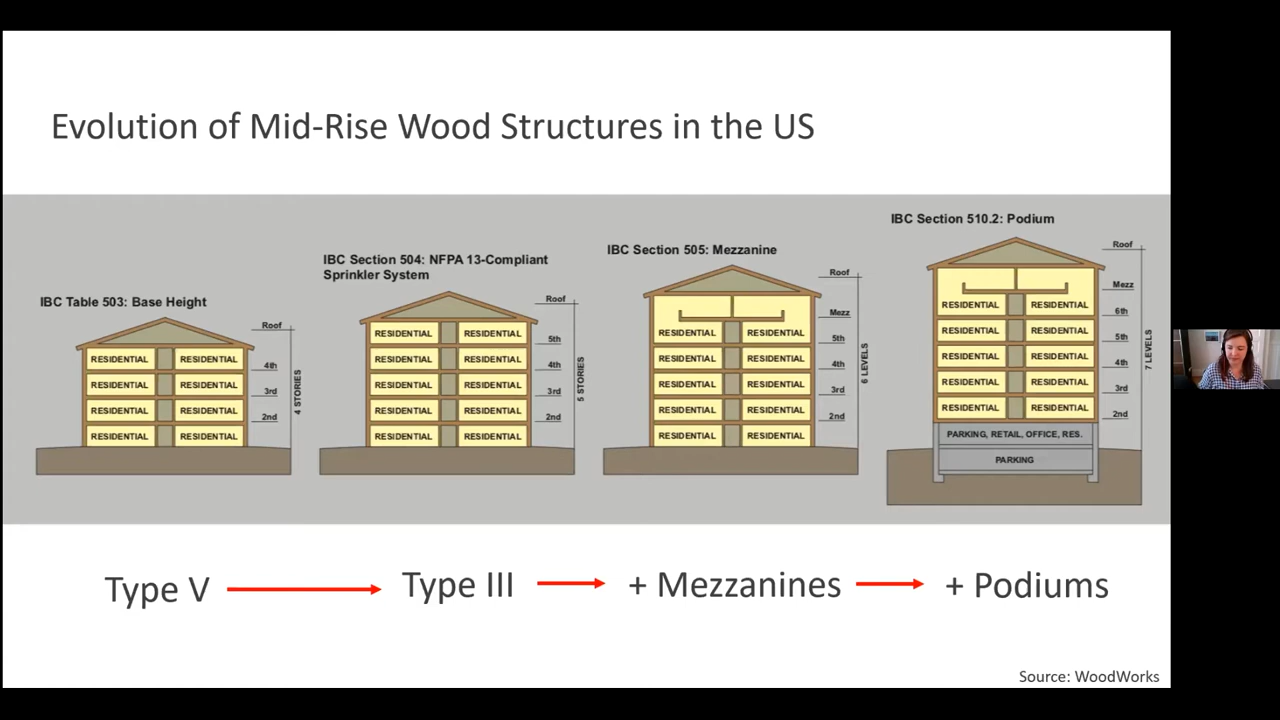 Evolution of Mid-Rise Wood Structures in the US
IBC Table 503: Base Height
Roof
RESIDENTIAL RESIDENTIAL
4th
RESIDENTIAL RESIDENTIAL
3rd
RESIDENTIAL RESIDENTIAL
2nd
RESIDENTIAL RESIDENTIAL
4 STORIES
IBC Section 504: NFPA 13-Compliant
Sprinkler System
Roof
RESIDENTIAL RESIDENTIAL
5th
RESIDENTIAL RESIDENTIAL
4th
RESIDENTIAL RESIDENTIAL
3rd
RESIDENTIAL RESIDENTIAL
2nd
RESIDENTIAL RESIDENTIAL
5 STORIES
IBC Section 505: Mezzanine
Roof
Mezz
RESIDENTIAL RESIDENTIAL
5th
RESIDENTIAL RESIDENTIAL
4th
RESIDENTIAL RESIDENTIAL
3rd
RESIDENTIAL RESIDENTIAL
2nd
RESIDENTIAL RESIDENTIAL
6 LEVELS
IBC Section 510.2: Podium
Roof
Mezz
RESIDENTIAL RESIDENTIAL
6th
RESIDENTIAL RESIDENTIAL
5th
RESIDENTIAL RESIDENTIAL
4th
RESIDENTIAL RESIDENTIAL
3rd
RESIDENTIAL RESIDENTIAL
2nd
PARKING, RETAIL, OFFICE, RES.
PARKING
7 LEVELS
Type V
Type III
+ Mezzanines
+ Podiums
Source: WoodWorks